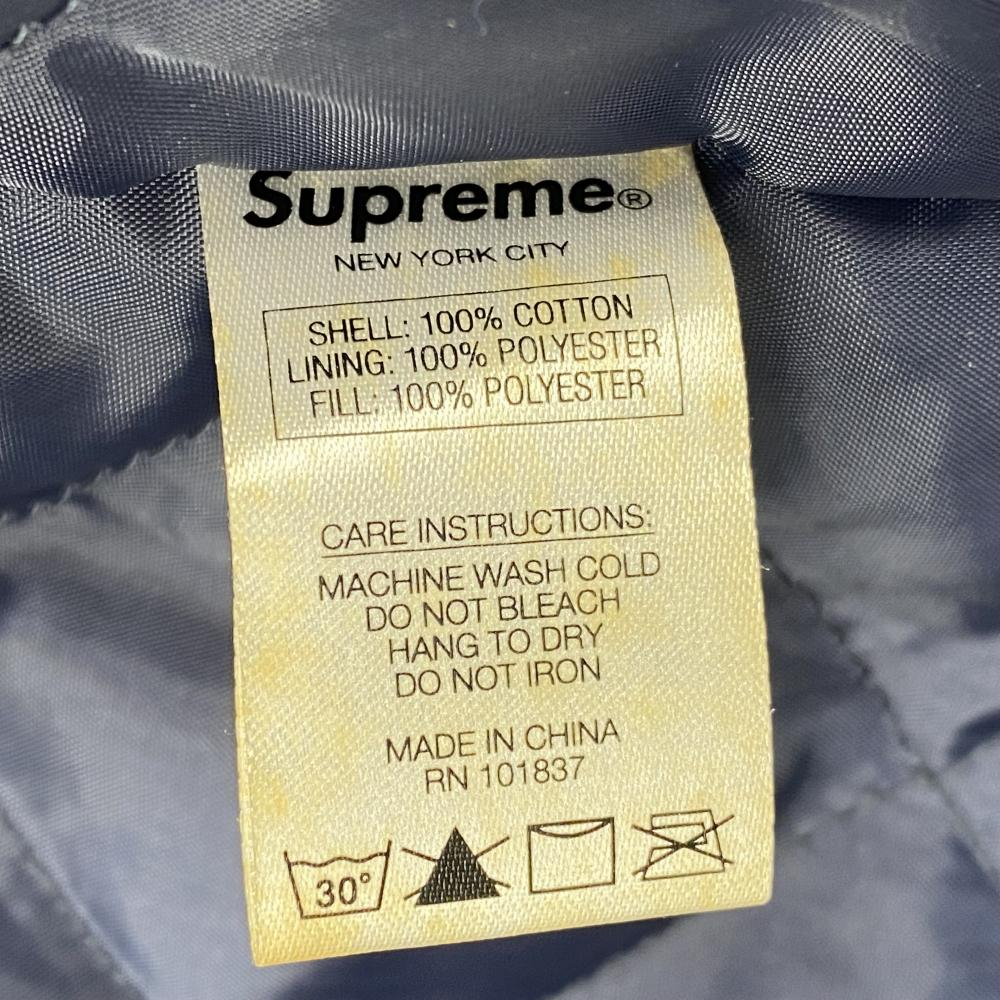 Supreme®
NEW YORK CITY
SHELL: 100% COTTON
LINING: 100% POLYESTER
FILL: 100% POLYESTER
CARE INSTRUCTIONS:
MACHINE WASH COLD
DO NOT BLEACH
HANG TO DRY
DO NOT IRON
MADE IN CHINA
RN 101837
30°